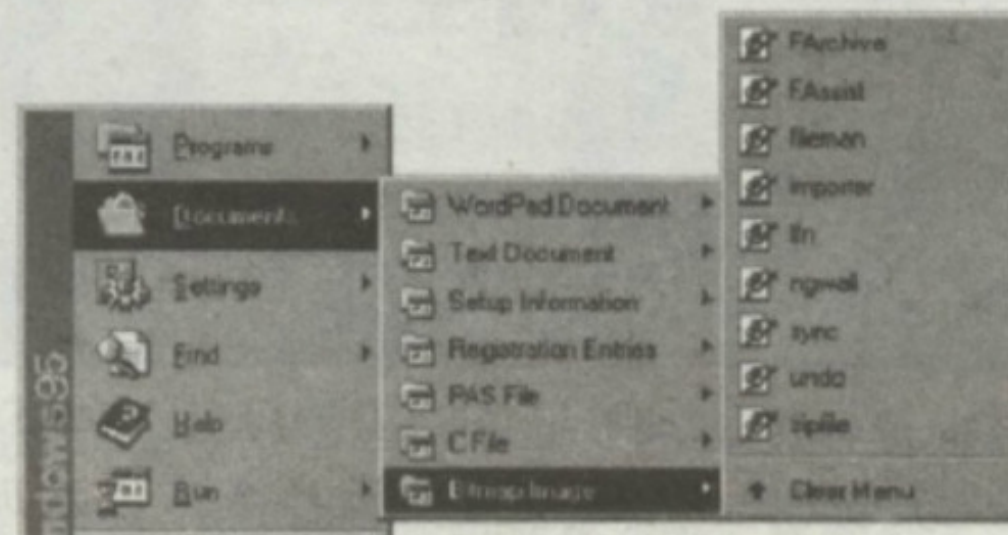 Programs
Documents
Settings
Find
Help
Run
ndows95
WordPad Document
Text Document
Setup Information
Registration Entries
PAS File
C File
Bitmap Image
FArchive
FAssist
fileman
importer
lfn
ngwall
sync
undo
zipfile
Clear Menu